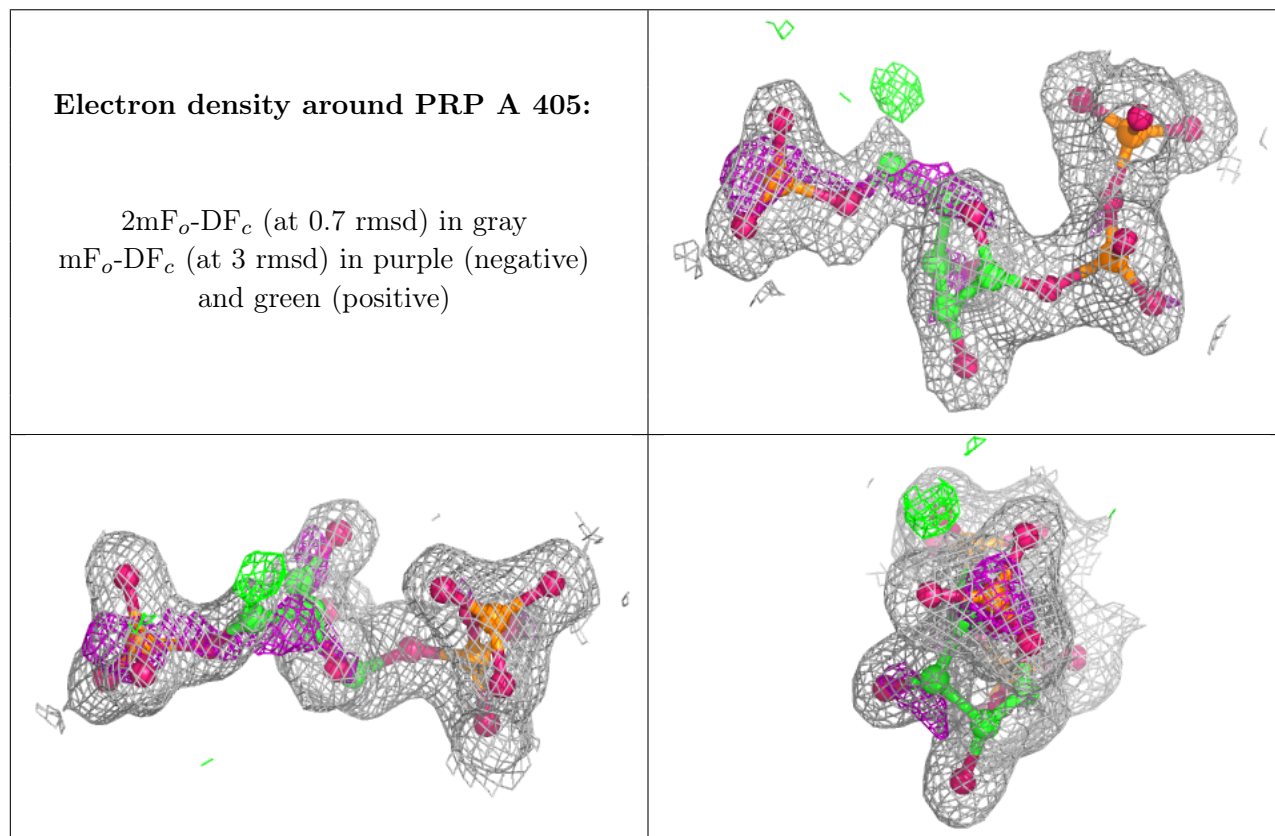 Electron density around PRP A 405:
2mFo-DFc (at 0.7 rmsd) in gray
mFo-DFc (at 3 rmsd) in purple (negative)
and green (positive)